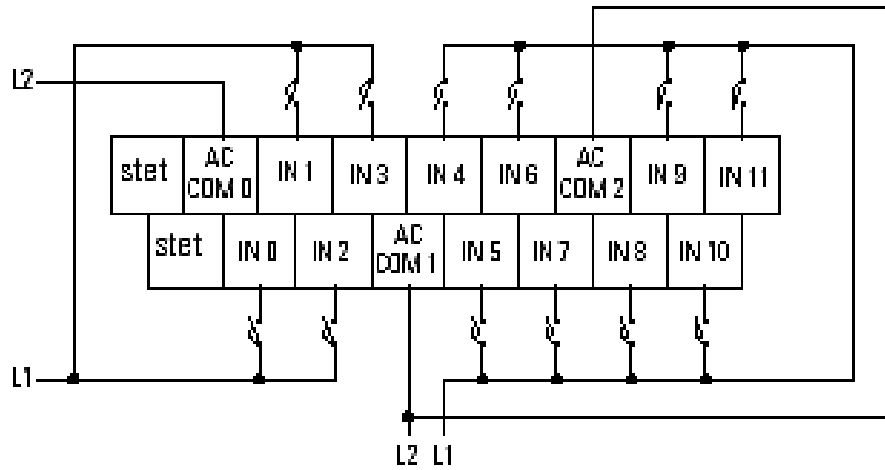 L2
stet
AC
COM 0
IN 1
IN 3
IN 4
IN 6
AC
COM 2
IN 9
IN 11
stet
IN 0
IN 2
AC
COM 1
IN 5
IN 7
IN 8
IN 10
L1
L2 L1